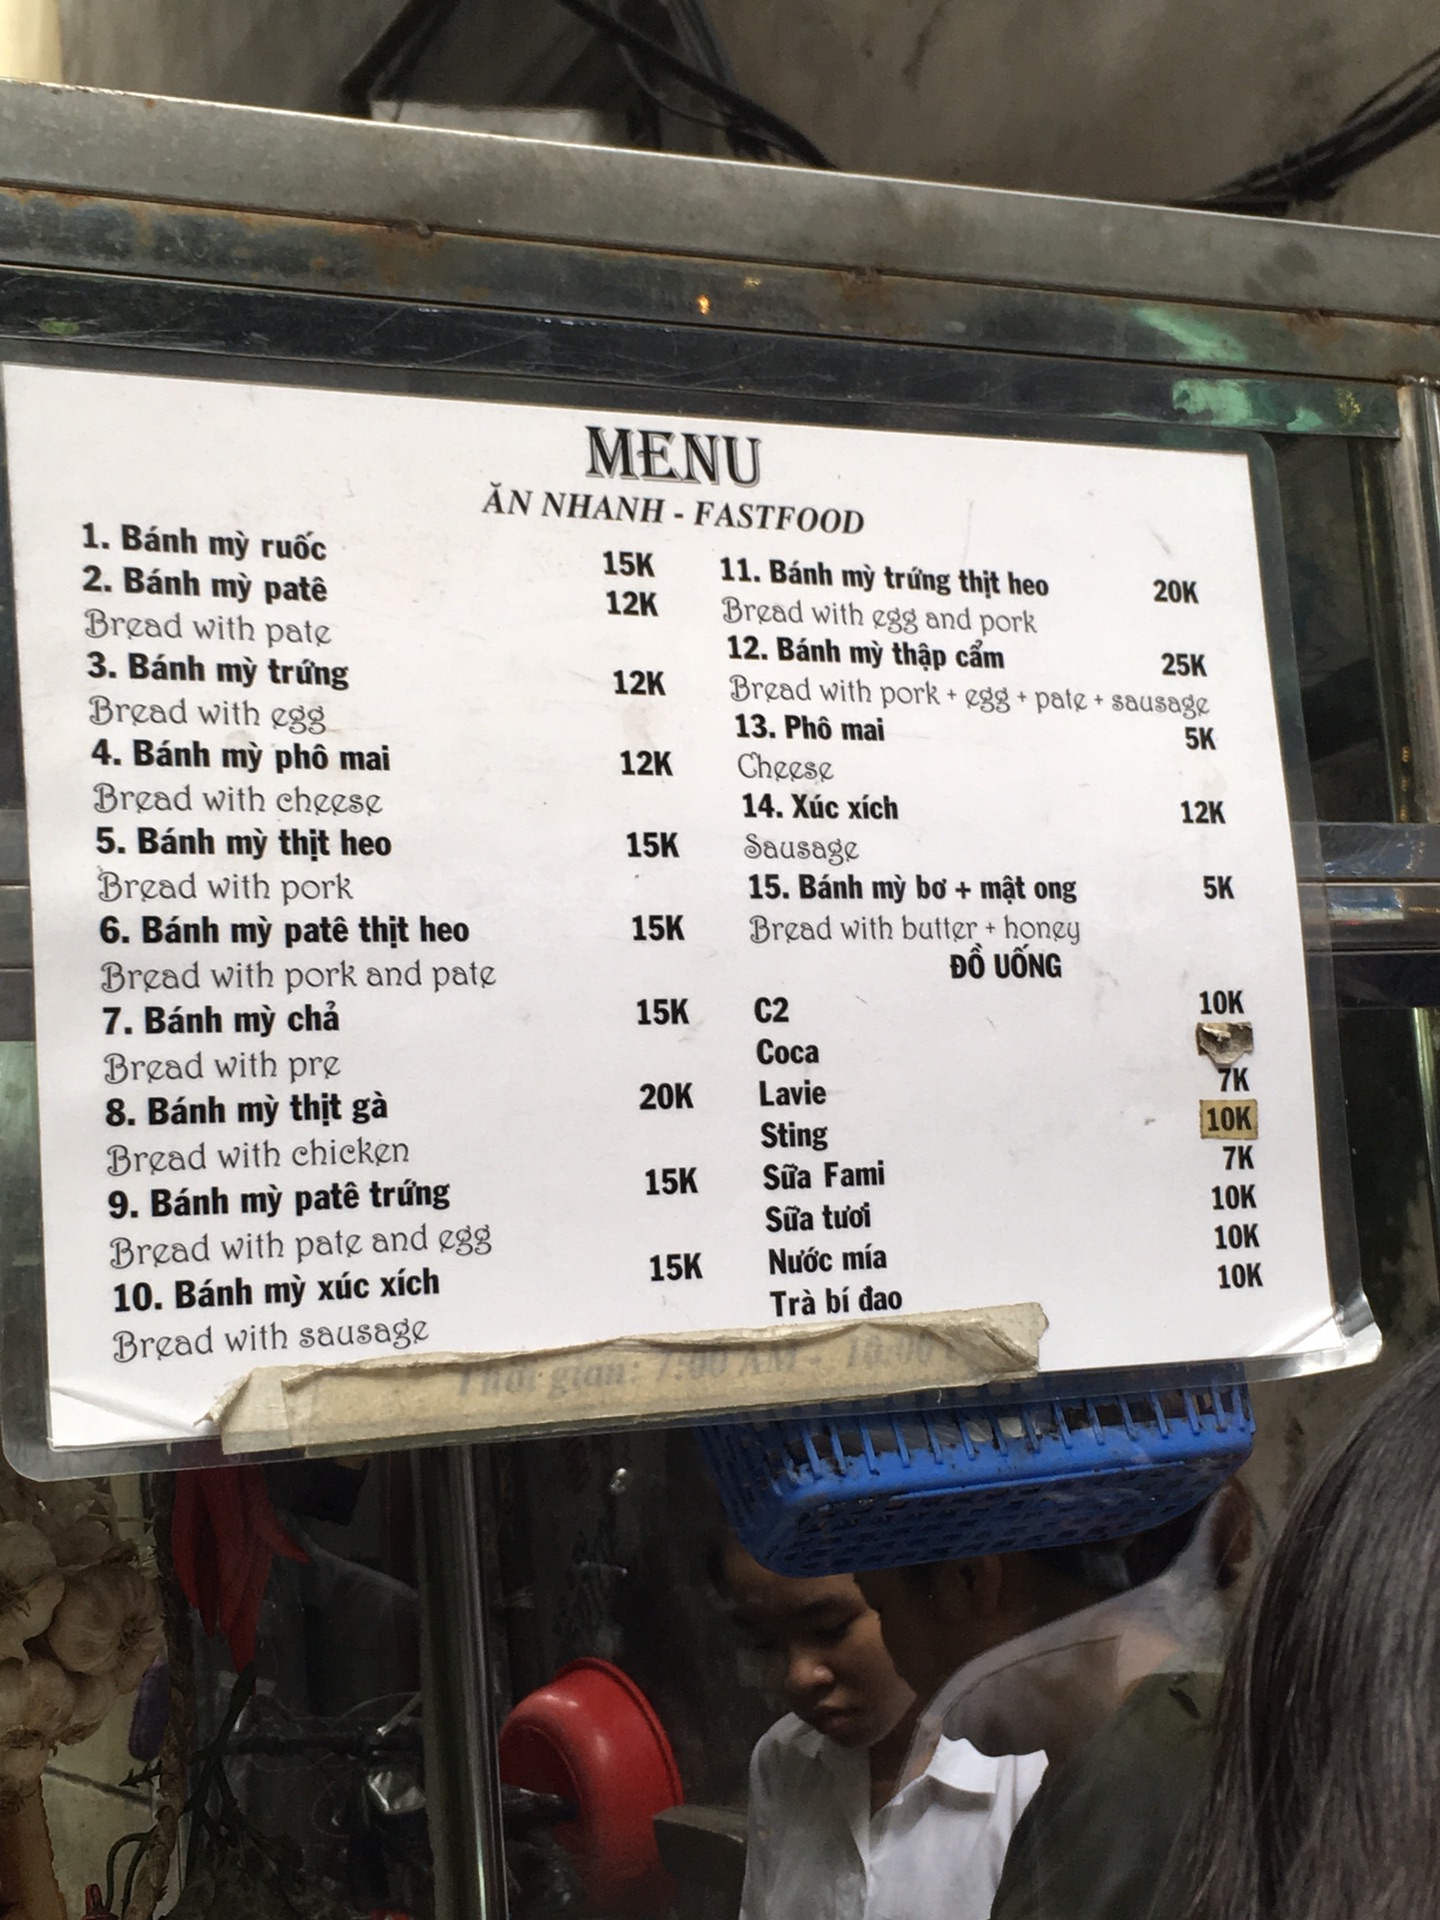 MENU
ĂN NHANH - FASTFOOD
1. Bánh mỳ ruốc 15K
2. Bánh mỳ patê 12K
Bread with pate
3. Bánh mỳ trứng 12K
Bread with egg
4. Bánh mỳ phô mai 12K
Bread with cheese
5. Bánh mỳ thịt heo 15K
Bread with pork
6. Bánh mỳ patê thịt heo 15K
Bread with pork and pate
7. Bánh mỳ chả 15K
Bread with pre
8. Bánh mỳ thịt gà 20K
Bread with chicken
9. Bánh mỳ patê trứng 15K
Bread with pate and egg
10. Bánh mỳ xúc xích 15K
Bread with sausage
11. Bánh mỳ trứng thịt heo 20K
Bread with egg and pork
12. Bánh mỳ thập cẩm 25K
Bread with pork + egg + pate + sausage
13. Phô mai 5K
Cheese
14. Xúc xích 12K
Sausage
15. Bánh mỳ bơ + mật ong 5K
Bread with butter + honey
ĐỒ UỐNG
C2 10K
Coca
Lavie 7K
Sting 10K
Sữa Fami 7K
Sữa tươi 10K
Nước mía 10K
Trà bí đao 10K
Thời gian: 7:00 AM -